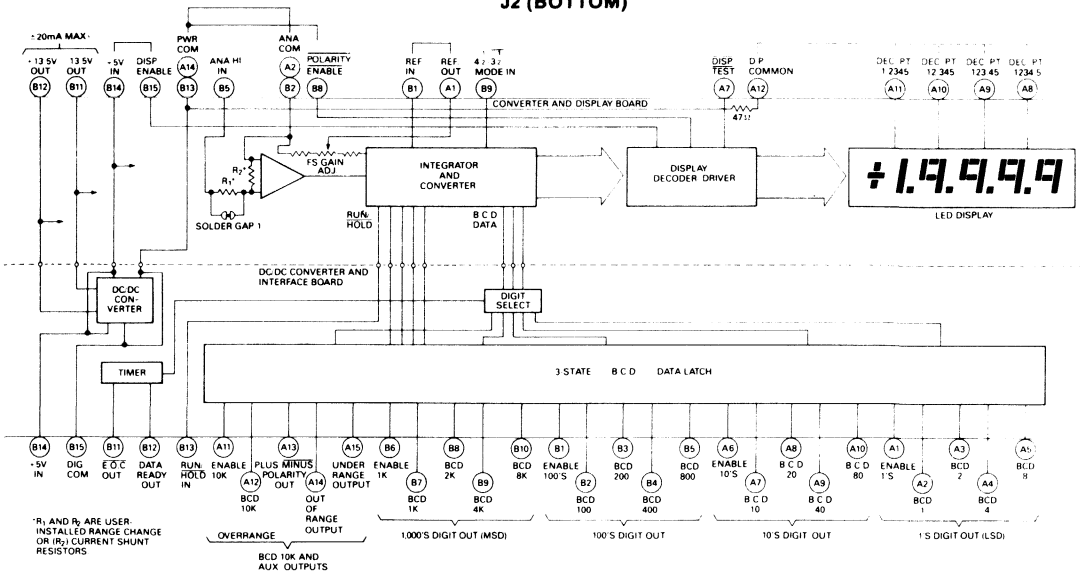 J2 (BOTTOM)
±20mA MAX·
·13 5V OUT
13 5V OUT
·5V IN
DISP ENABLE
PWR COM
ANA HI IN
ANA COM
POLARITY ENABLE
REF IN
REF OUT
4½ 3½ MODE IN
DISP TEST
D P COMMON
DEC PT 1 2345
DEC PT 12 345
DEC PT 123 45
DEC PT 1234 5
A14
A2
B12
B11
B14
B15
B13
B5
B2
B8
B1
A1
B9
A7
A12
A11
A10
A9
A8
CONVERTER AND DISPLAY BOARD
47Ω
FS GAIN ADJ
R2*
R1*
SOLDER GAP 1
INTEGRATOR AND CONVERTER
DISPLAY DECODER DRIVER
÷1.9.9.9.9
LED DISPLAY
RUN/HOLD
B C D DATA
DC/DC CONVERTER AND INTERFACE BOARD
DC/DC CON- VERTER
DIGIT SELECT
TIMER
3-STATE B C D DATA LATCH
B14
B15
B11
B12
B13
A11
A13
A15
B6
B8
B10
B1
B3
B5
A6
A8
A10
A1
A3
A5
+5V IN
DIG COM
E O C OUT
DATA READY OUT
RUN/HOLD IN
ENABLE 10K
PLUS MINUS POLARITY OUT
UNDER RANGE OUTPUT
ENABLE 1K
BCD 2K
BCD 8K
ENABLE 100'S
BCD 200
BCD 800
ENABLE 10'S
B C D 20
B C D 80
ENABLE 1'S
BCD 2
BCD 8
A12
A14
B7
B9
B2
B4
A7
A9
A2
A4
BCD 10K
OUT OF RANGE OUTPUT
BCD 1K
BCD 4K
BCD 100
BCD 400
B C D 10
B C D 40
BCD 1
BCD 4
*R1 AND R2 ARE USER-
INSTALLED RANGE CHANGE
OR (R2) CURRENT SHUNT
RESISTORS
OVERRANGE
1,000'S DIGIT OUT (MSD)
100'S DIGIT OUT
10'S DIGIT OUT
1'S DIGIT OUT (LSD)
BCD 10K AND
AUX OUTPUTS